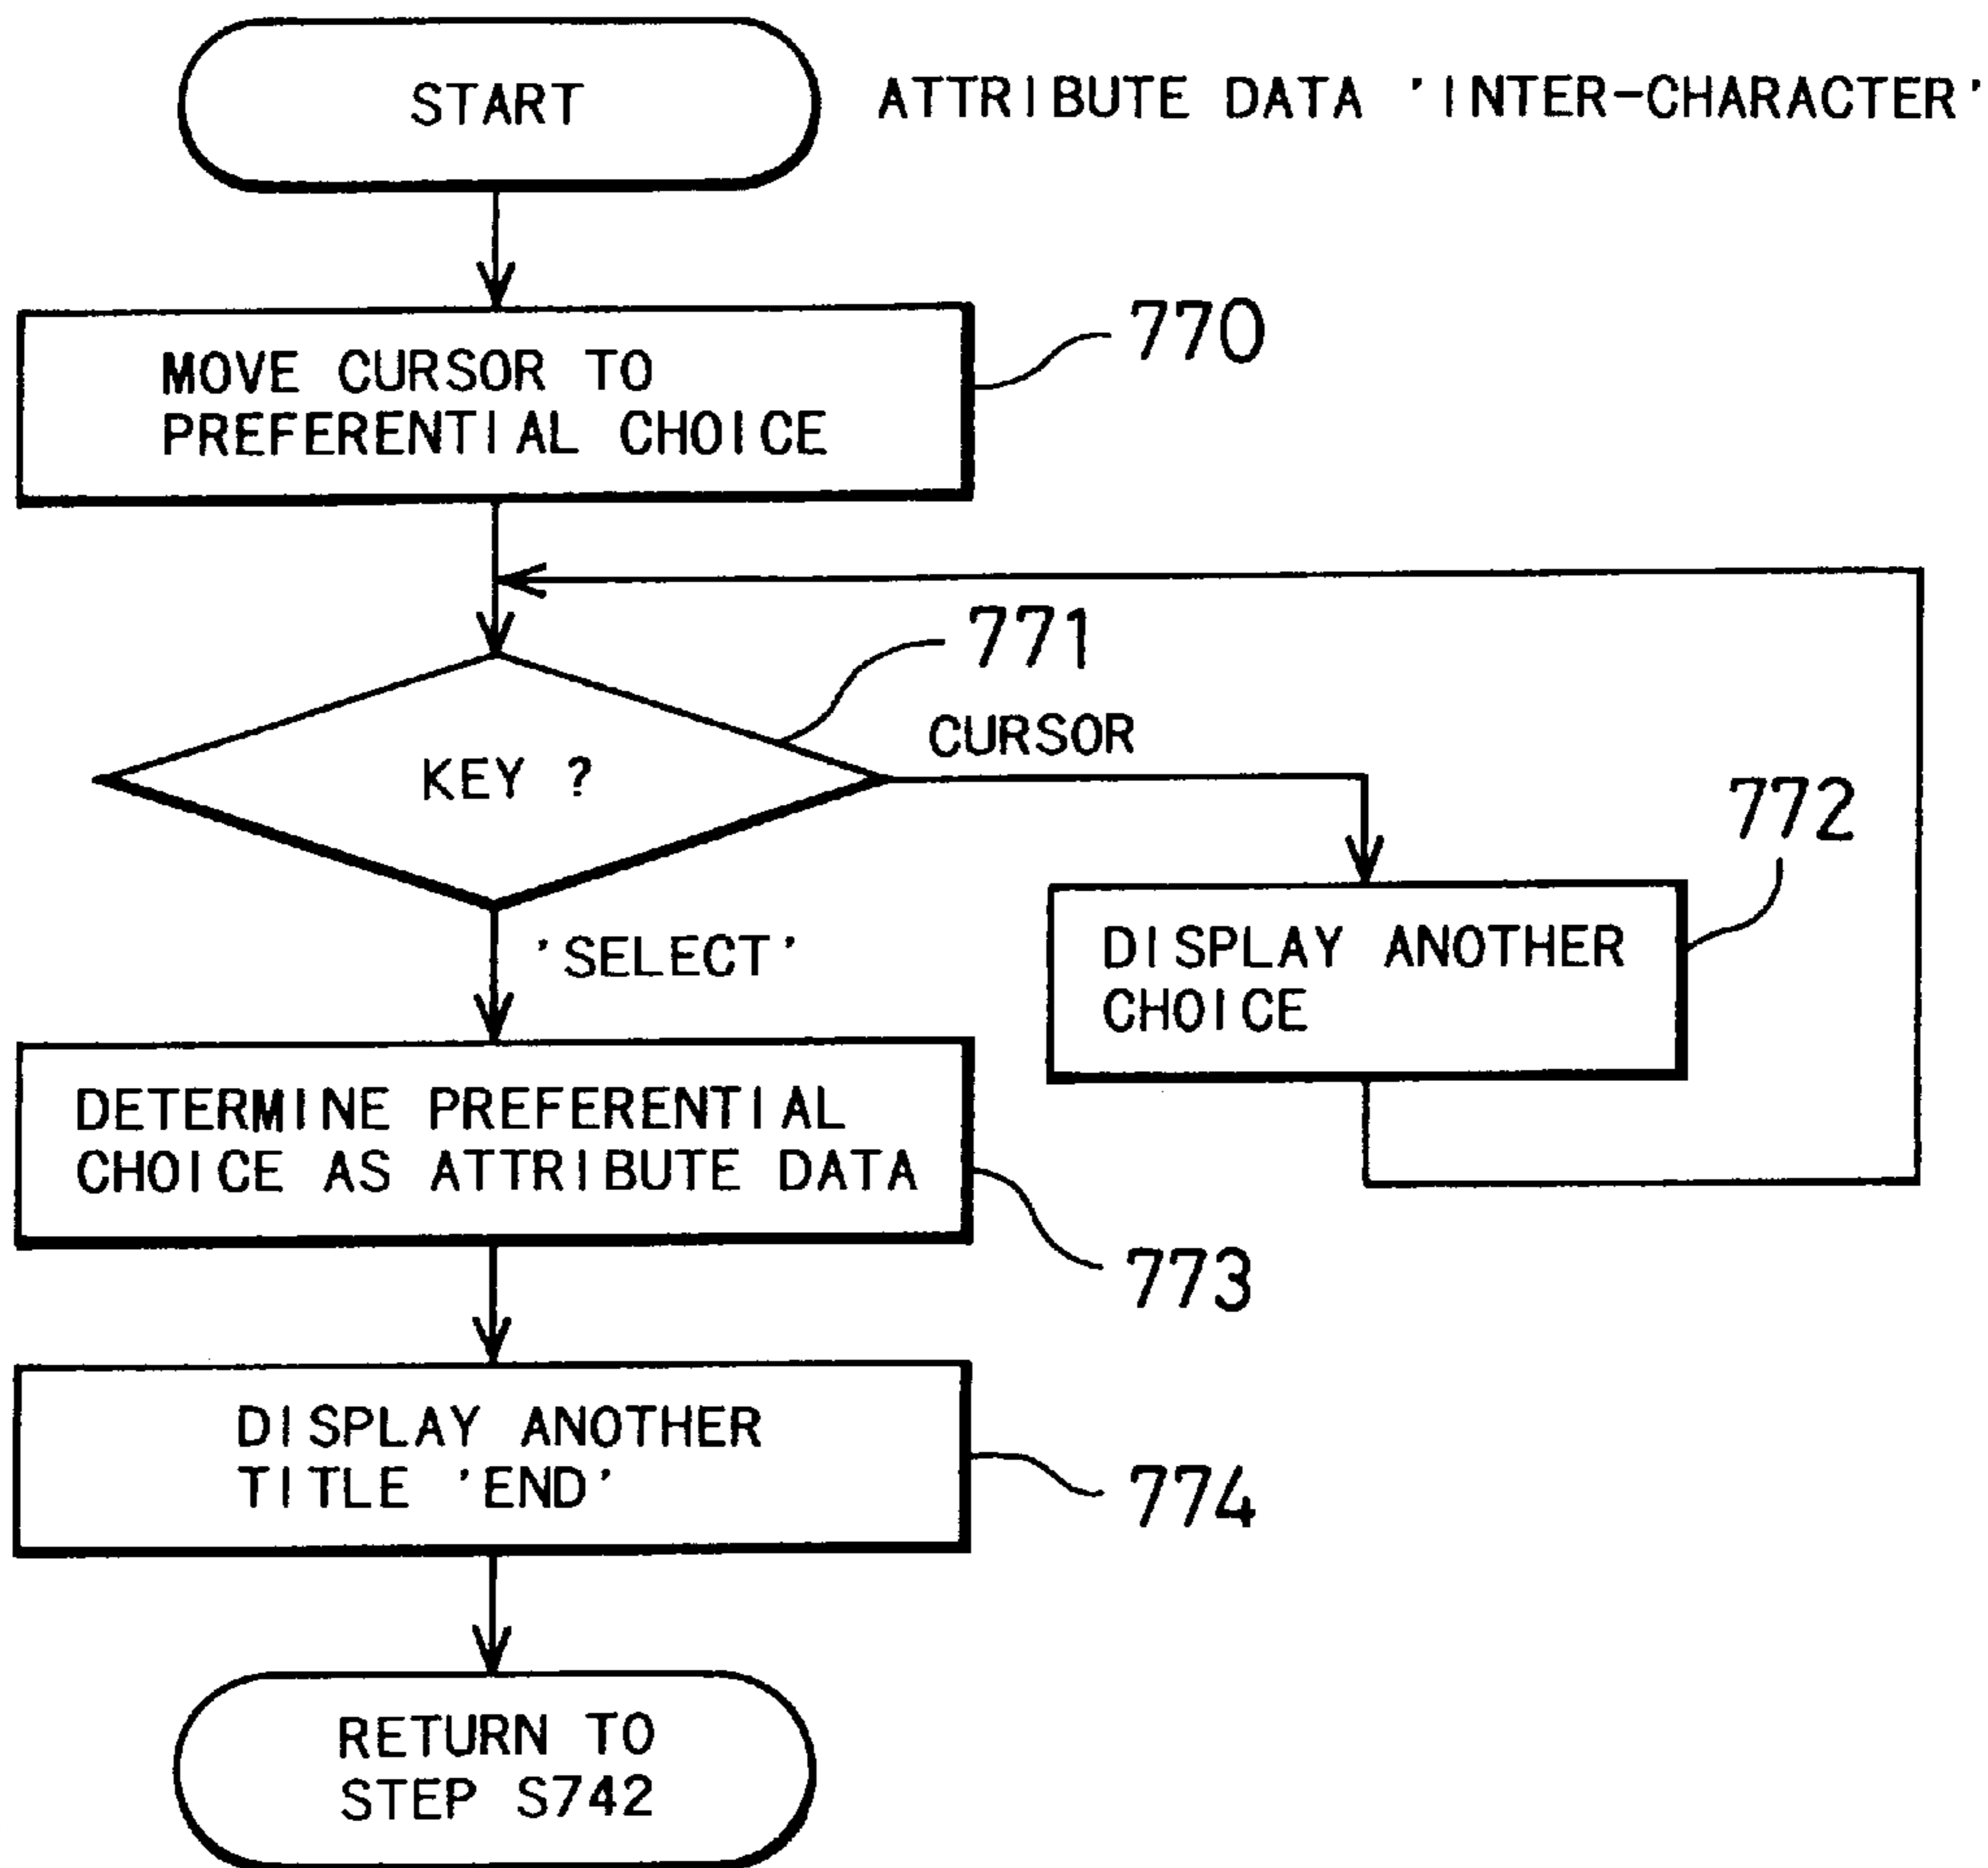 START
ATTRIBUTE DATA 'INTER-CHARACTER'
MOVE CURSOR TO
PREFERENTIAL CHOICE
770
771
KEY ?
CURSOR
772
'SELECT'
DISPLAY ANOTHER
CHOICE
DETERMINE PREFERENTIAL
CHOICE AS ATTRIBUTE DATA
773
DISPLAY ANOTHER
TITLE 'END'
774
RETURN TO
STEP S742